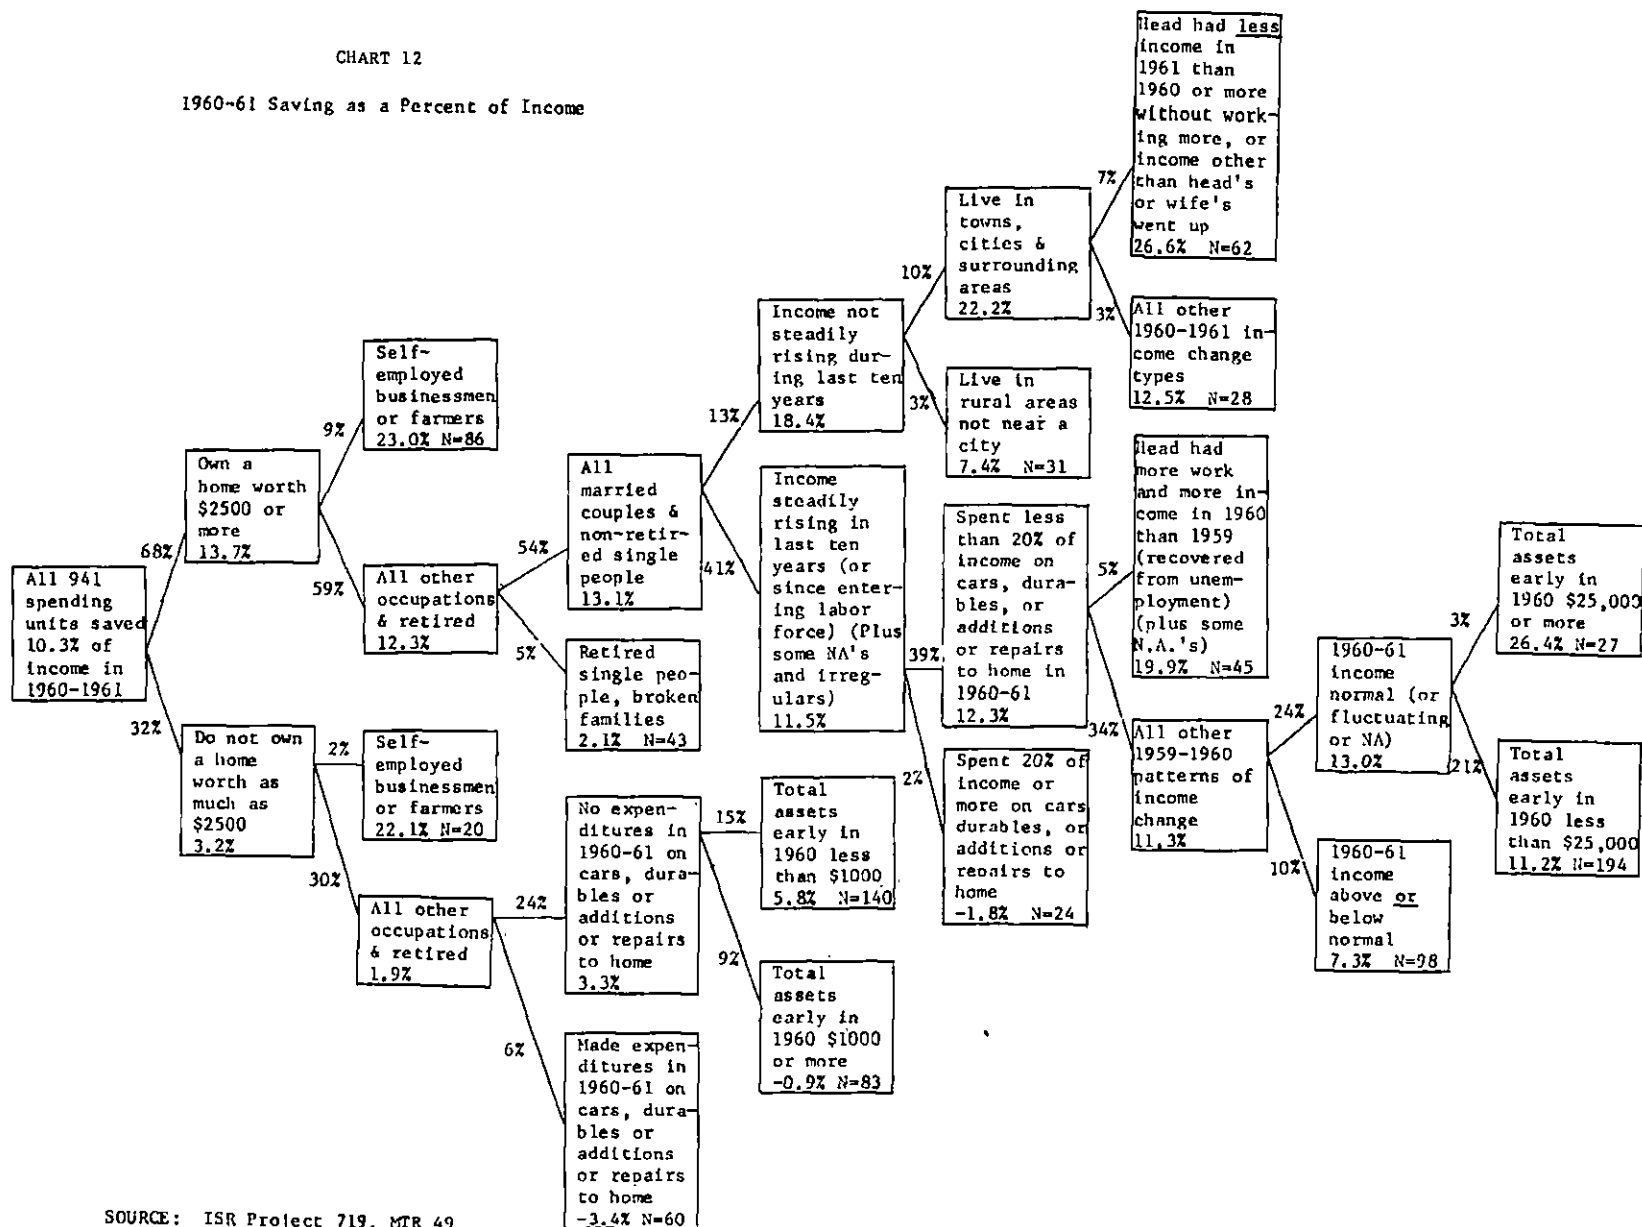 CHART 12
1960-61 Saving as a Percent of Income
All 941
spending
units saved
10.3% of
income in
1960-1961
68%
32%
Own a
home worth
$2500 or
more
13.7%
Do not own
a home
worth as
much as
$2500
3.2%
9%
59%
2%
30%
Self-
employed
businessmen
or farmers
23.0% N=86
All other
occupations
& retired
12.3%
Self-
employed
businessmen
or farmers
22.1% N=20
All other
occupations
& retired
1.9%
54%
5%
24%
6%
All
married
couples &
non-retir-
ed single
people
13.1%
Retired
single peo-
ple, broken
families
2.1% N=43
No expen-
ditures in
1960-61 on
cars, dura-
bles or
additions
or repairs
to home
3.3%
Made expen-
ditures in
1960-61 on
cars, dura-
bles or
additions
or repairs
to home
-3.4% N=60
13%
41%
15%
9%
Income not
steadily
rising dur-
ing last ten
years
18.4%
Income
steadily
rising in
last ten
years (or
since enter-
ing labor
force) (Plus
some NA's
and irreg-
ulars)
11.5%
Total
assets
early in
1960 less
than $1000
5.8% N=140
Total
assets
early in
1960 $1000
or more
-0.9% N=83
10%
3%
39%
2%
Live in
towns,
cities &
surrounding
areas
22.2%
Live in
rural areas
not near a
city
7.4% N=31
Spent less
than 20% of
income on
cars, dura-
bles, or
additions
or repairs
to home in
1960-61
12.3%
Spent 20% of
income or
more on cars
durables, or
additions or
repairs to
home
-1.8% N=24
7%
3%
5%
34%
Head had less
income in
1961 than
1960 or more
without work-
ing more, or
income other
than head's
or wife's
went up
26.6% N=62
All other
1960-1961 in-
come change
types
12.5% N=28
Head had
more work
and more in-
come in 1960
than 1959
(recovered
from unem-
ployment)
(plus some
N.A.'s)
19.9% N=45
All other
1959-1960
patterns of
income
change
11.3%
24%
10%
1960-61
income
normal (or
fluctuating
or NA)
13.0%
1960-61
income
above or
below
normal
7.3% N=98
3%
21%
Total
assets
early in
1960 $25,000
or more
26.4% N=27
Total
assets
early in
1960 less
than $25,000
11.2% N=194
SOURCE: ISR Project 719, MTR 49